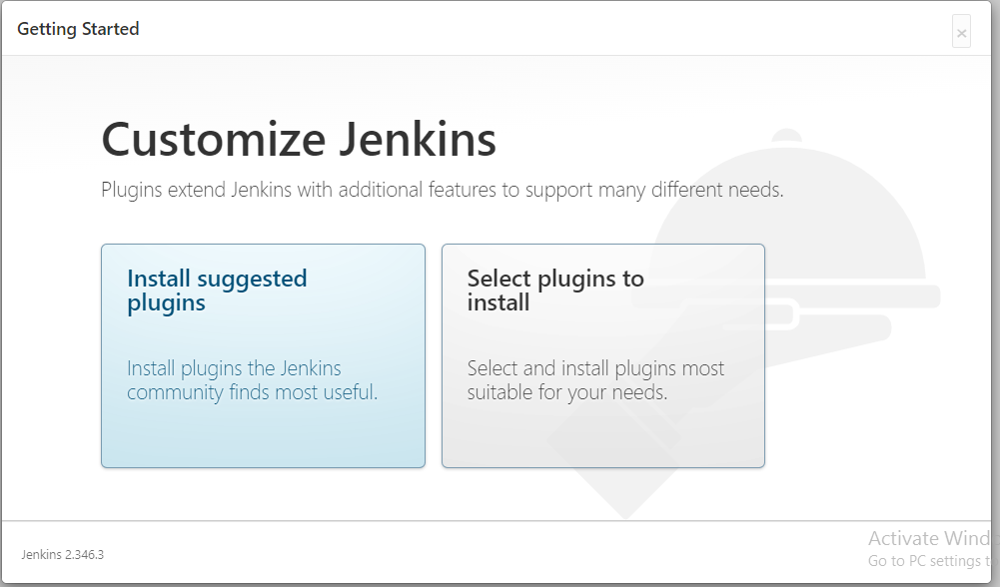 Getting Started
×
Customize Jenkins
Plugins extend Jenkins with additional features to support many different needs.
Install suggested
plugins
Install plugins the Jenkins
community finds most useful.
Select plugins to
install
Select and install plugins most
suitable for your needs.
Jenkins 2.346.3
Activate Wind
Go to PC settings t